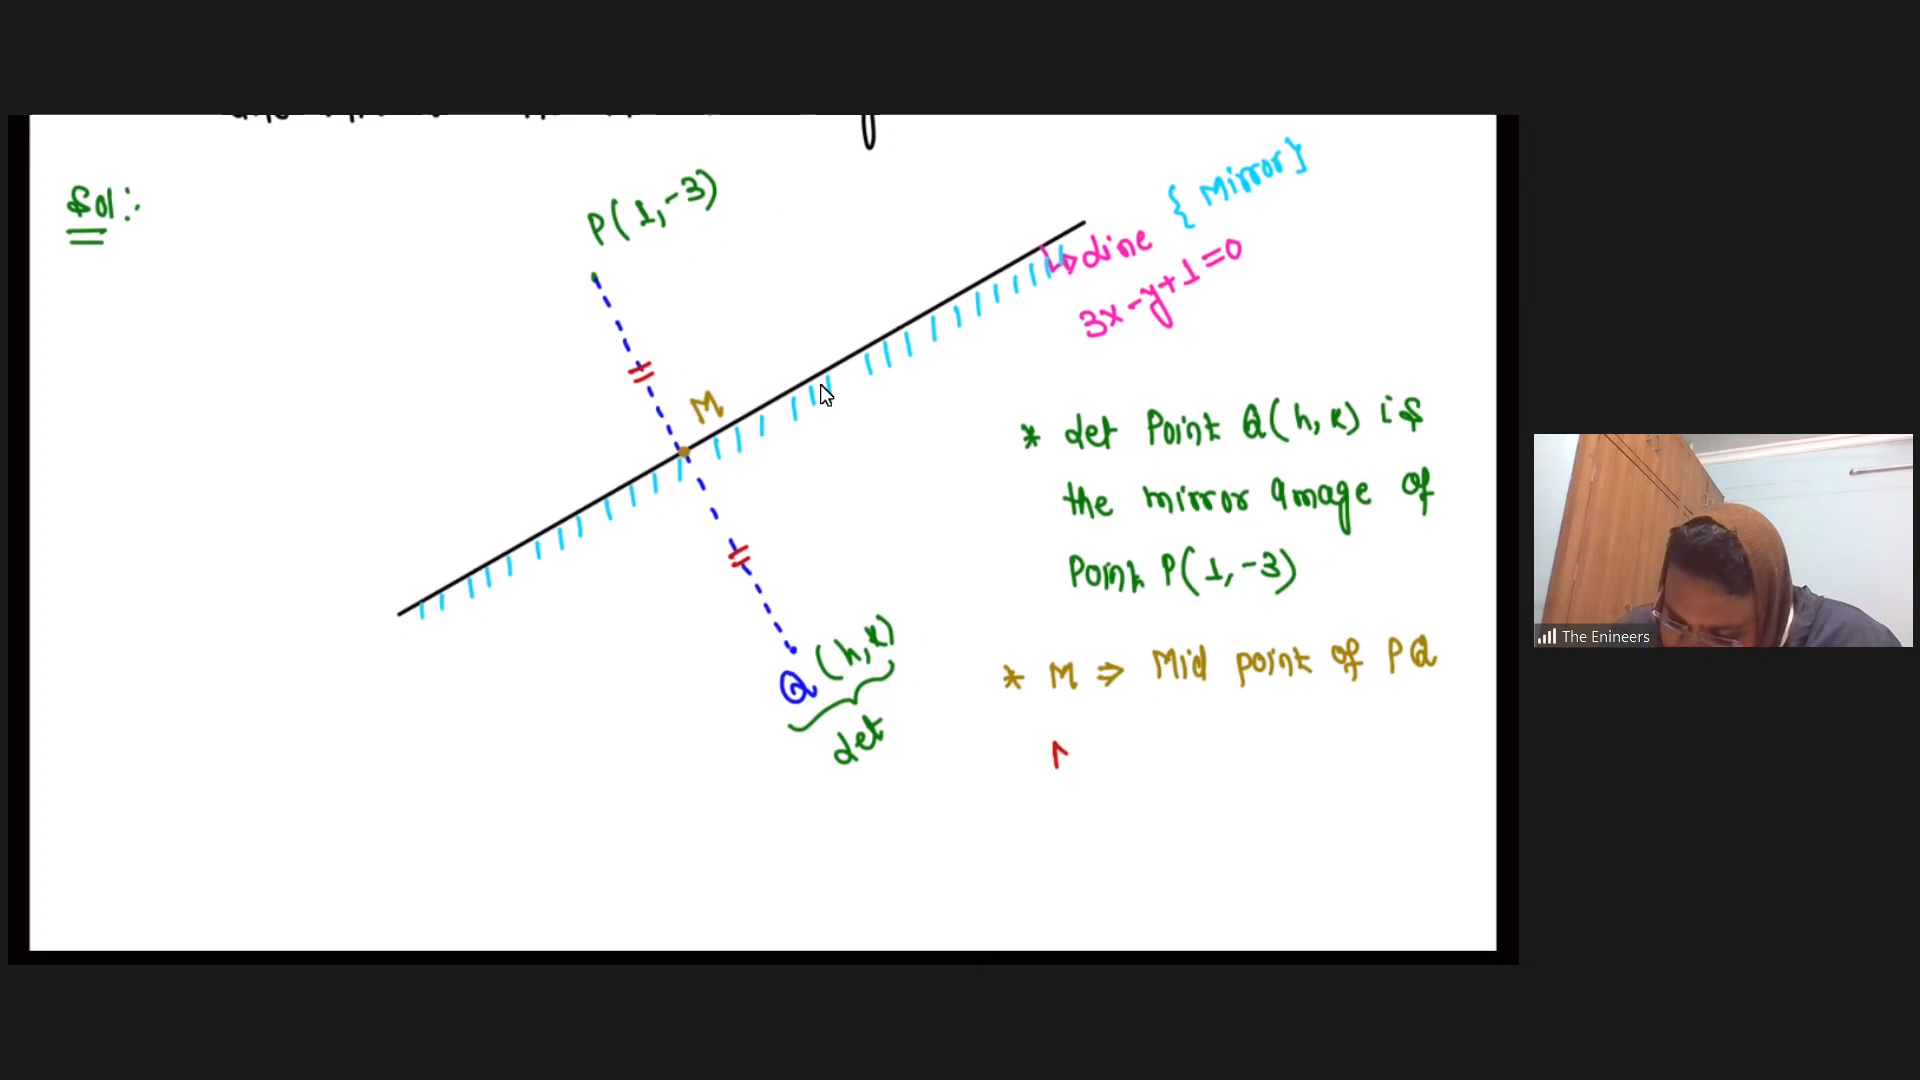 Sol:
P(1,-3)
{ Mirror}
Line
3x-y+1=0
M
* Let Point Q(h,k) is
the mirror Image of
Point P(1,-3)
Q (h,k)
Let
* M ⇒ Mid point of PQ
The Enineers